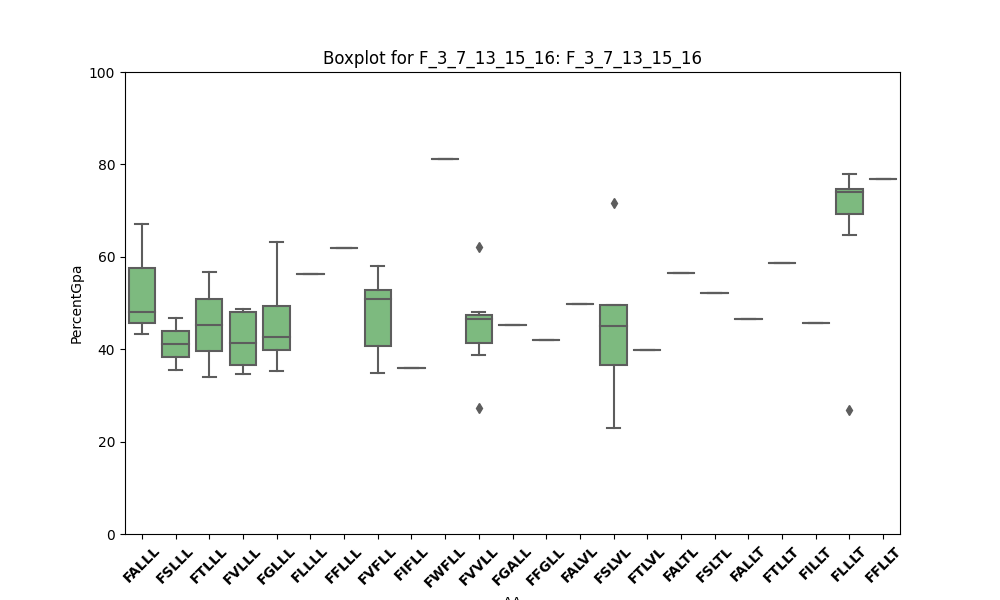 Boxplot for F_3_7_13_15_16: F_3_7_13_15_16
100
80
60
40
20
0
PercentGpa
FALLL FSLLL FTLLL FVLLL FGLLL FLLLL FFLLL FVFLL FIFLL FWFLL FVVLL FGALL FFGLL FALVL FSLVL FTLVL FALTL FSLTL FALLT FTLLT FILLT FLLLT FFLLT